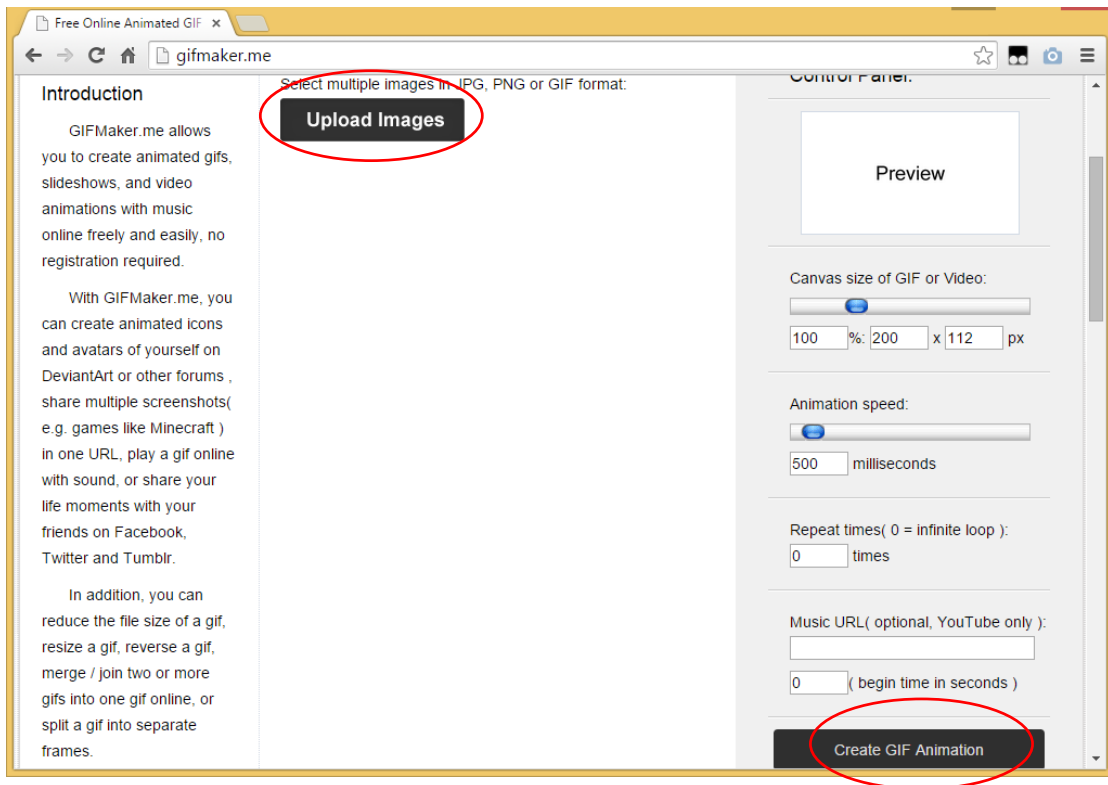 Free Online Animated GIF
gifmaker.me
Introduction
GIFMaker.me allows
you to create animated gifs,
slideshows, and video
animations with music
online freely and easily, no
registration required.
With GIFMaker.me, you
can create animated icons
and avatars of yourself on
DeviantArt or other forums ,
share multiple screenshots(
e.g. games like Minecraft )
in one URL, play a gif online
with sound, or share your
life moments with your
friends on Facebook,
Twitter and Tumblr.
In addition, you can
reduce the file size of a gif,
resize a gif, reverse a gif,
merge / join two or more
gifs into one gif online, or
split a gif into separate
frames.
Select multiple images in JPG, PNG or GIF format:
Upload Images
Control Panel:
Preview
Canvas size of GIF or Video:
100 %: 200 x 112 px
Animation speed:
500 milliseconds
Repeat times( 0 = infinite loop ):
0 times
Music URL( optional, YouTube only ):
0 ( begin time in seconds )
Create GIF Animation